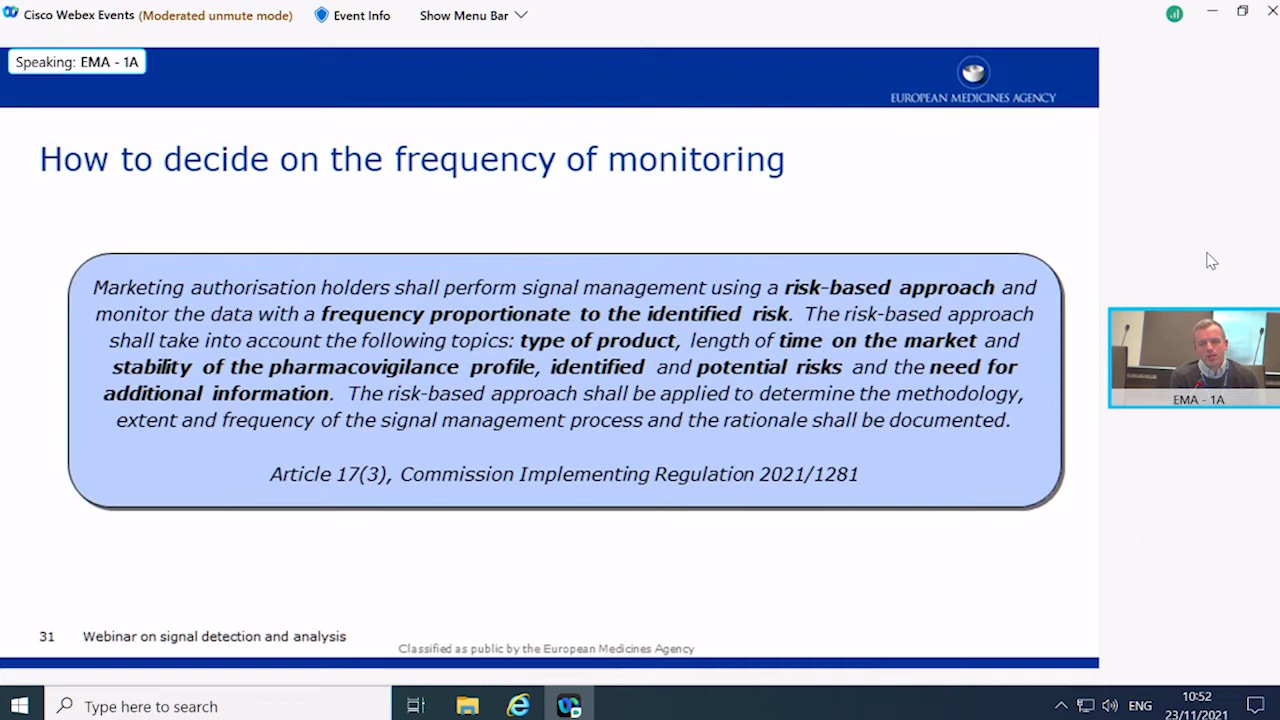 Cisco Webex Events (Moderated unmute mode) Event Info Show Menu Bar
Speaking: EMA - 1A
EUROPEAN MEDICINES AGENCY
How to decide on the frequency of monitoring
Marketing authorisation holders shall perform signal management using a risk-based approach and
monitor the data with a frequency proportionate to the identified risk. The risk-based approach
shall take into account the following topics: type of product, length of time on the market and
stability of the pharmacovigilance profile, identified and potential risks and the need for
additional information. The risk-based approach shall be applied to determine the methodology,
extent and frequency of the signal management process and the rationale shall be documented.
Article 17(3), Commission Implementing Regulation 2021/1281
EMA - 1A
31 Webinar on signal detection and analysis
Classified as public by the European Medicines Agency
Type here to search
ENG
10:52
23/11/2021